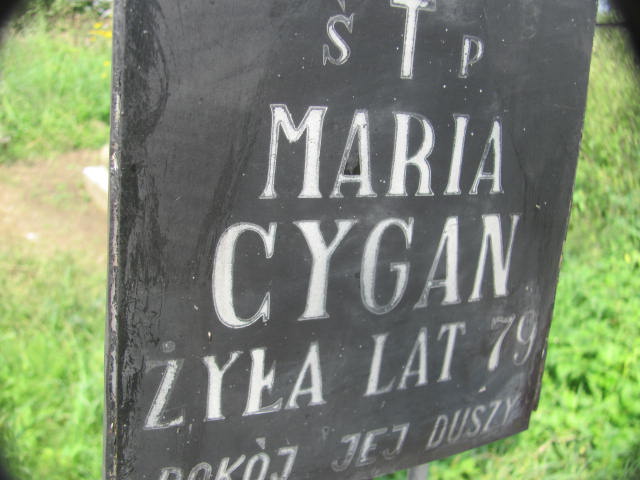 Ś † P
MARIA
CYGAN
ŻYŁA LAT 79
POKÓJ JEJ DUSZY